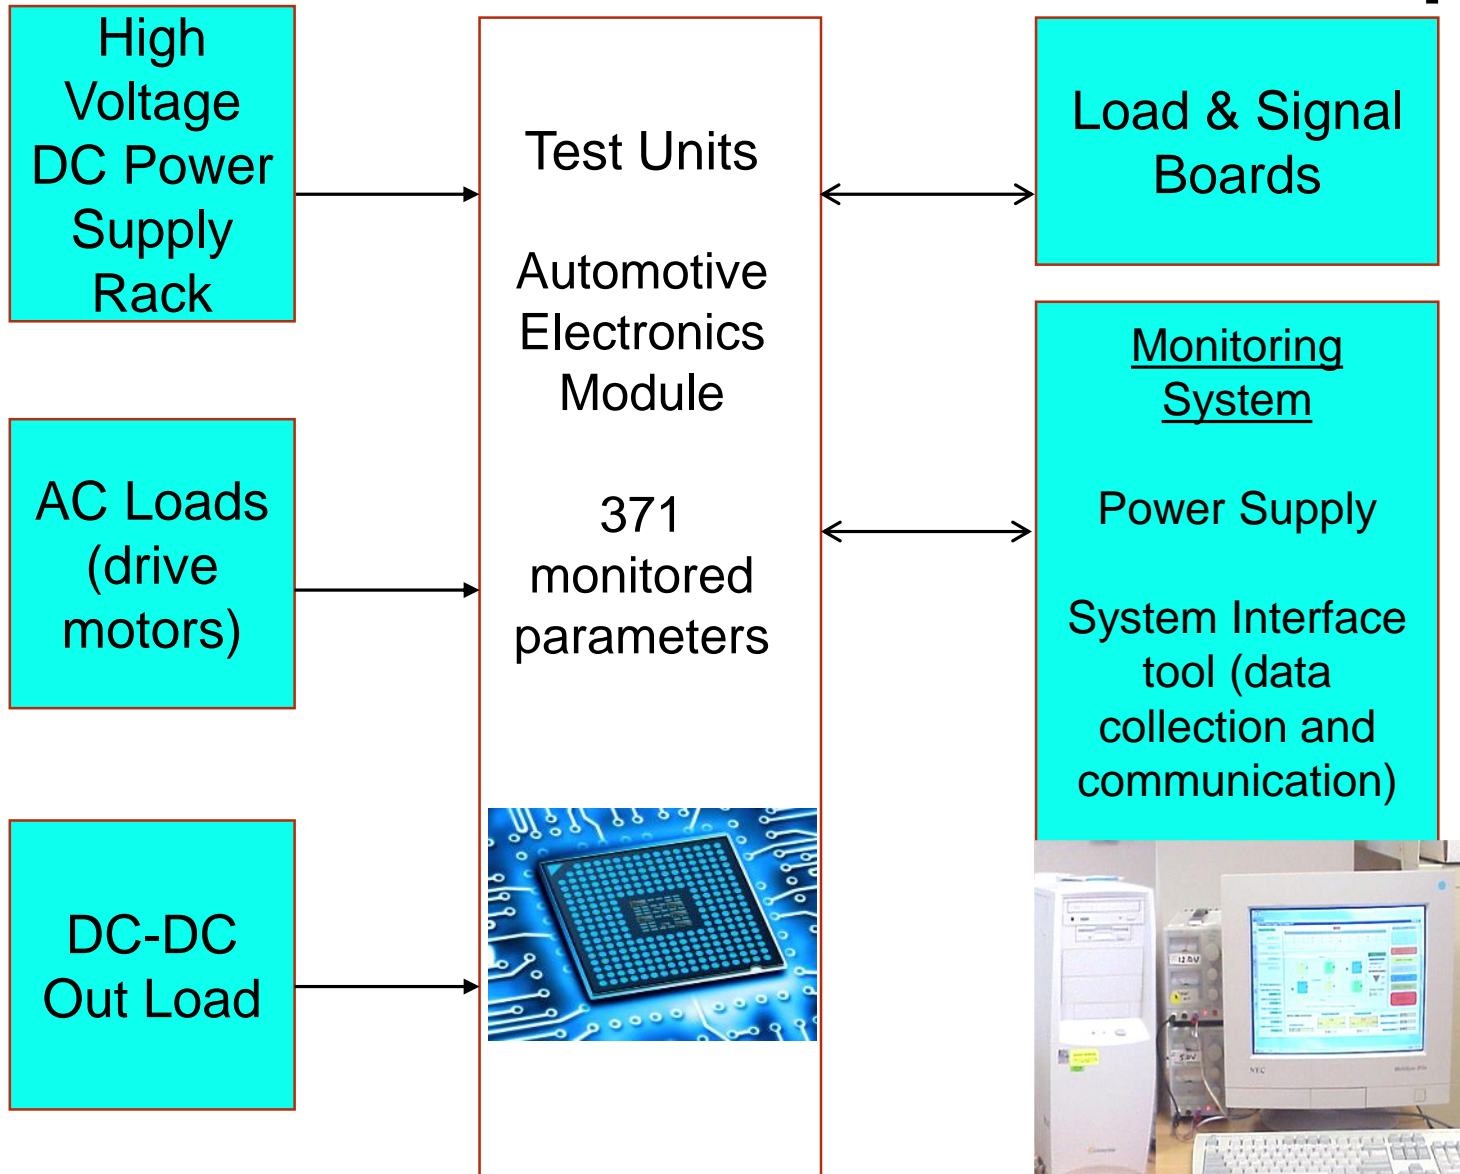 High
Voltage
DC Power
Supply
Rack
AC Loads
(drive
motors)
DC-DC
Out Load
Test Units
Automotive
Electronics
Module
371
monitored
parameters
Load & Signal
Boards
Monitoring
System
Power Supply
System Interface
tool (data
collection and
communication)
NEC